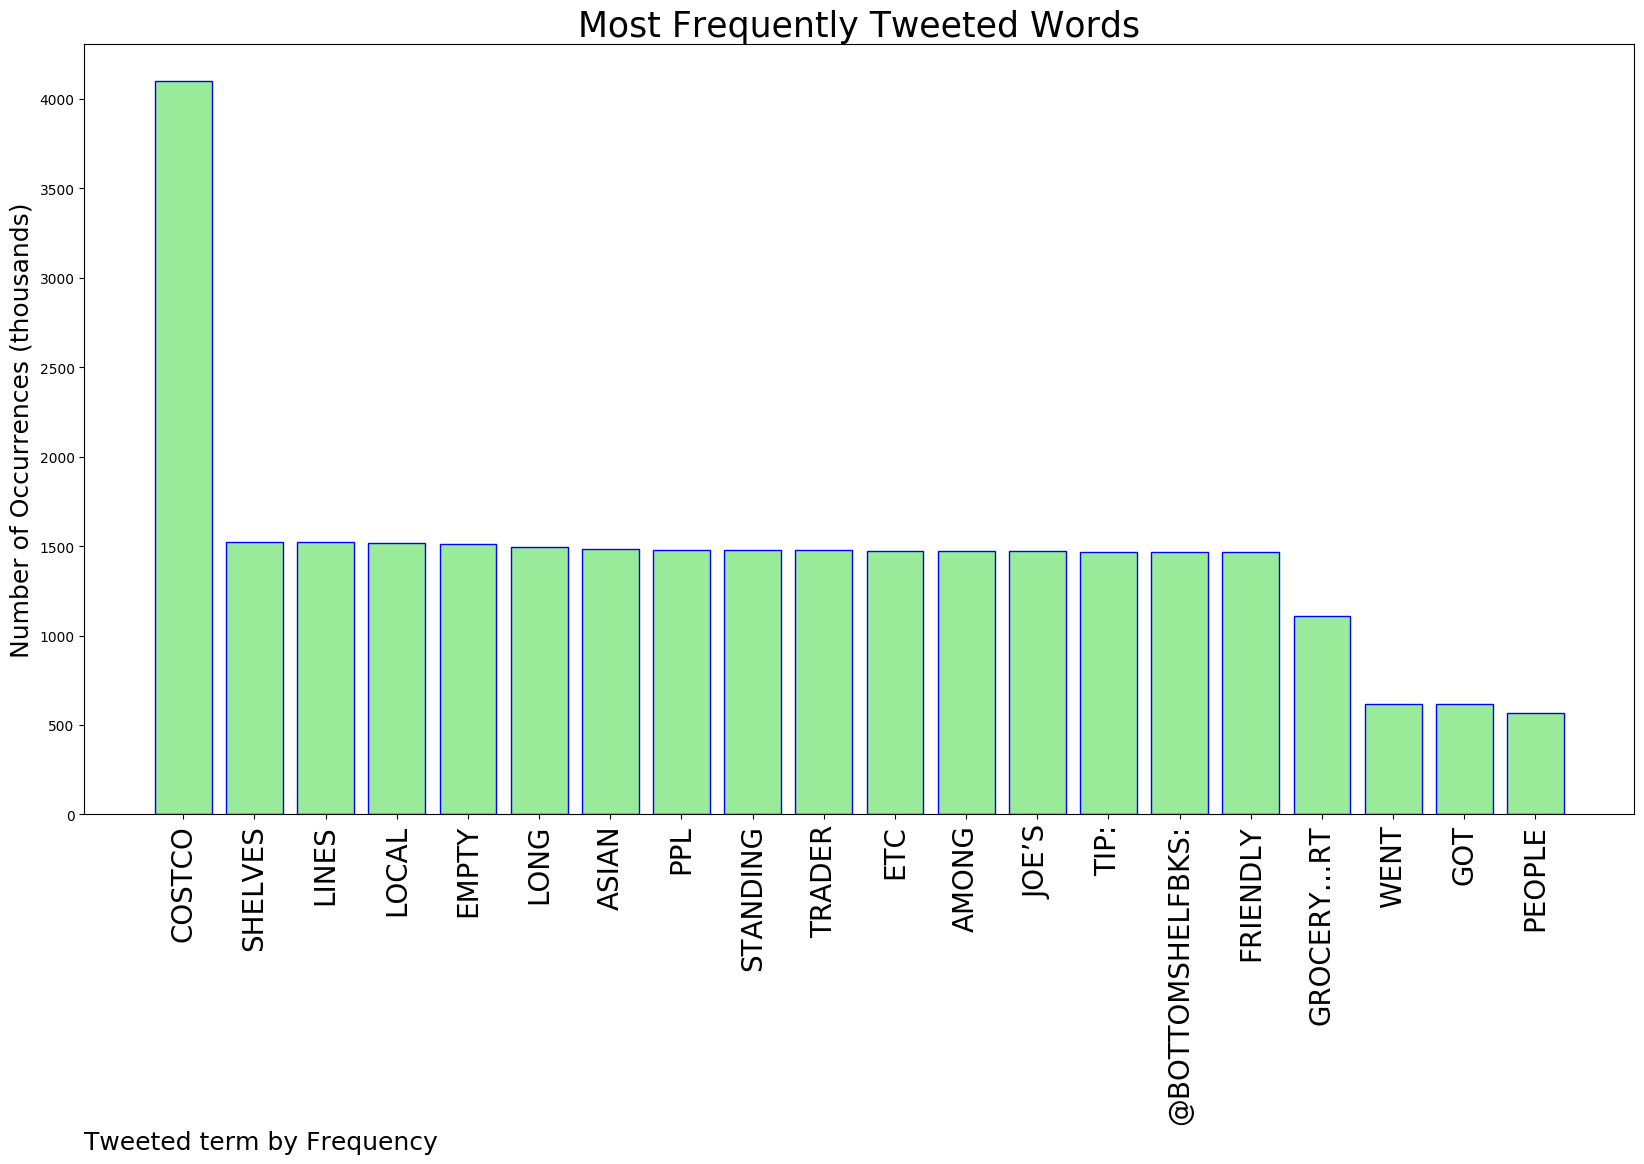 Most Frequently Tweeted Words
Number of Occurrences (thousands)
4000
3500
3000
2500
2000
1500
1000
500
0
COSTCO
SHELVES
LINES
LOCAL
EMPTY
LONG
ASIAN
PPL
STANDING
TRADER
ETC
AMONG
JOE’S
TIP:
@BOTTOMSHELFBKS:
FRIENDLY
GROCERY…RT
WENT
GOT
PEOPLE
Tweeted term by Frequency